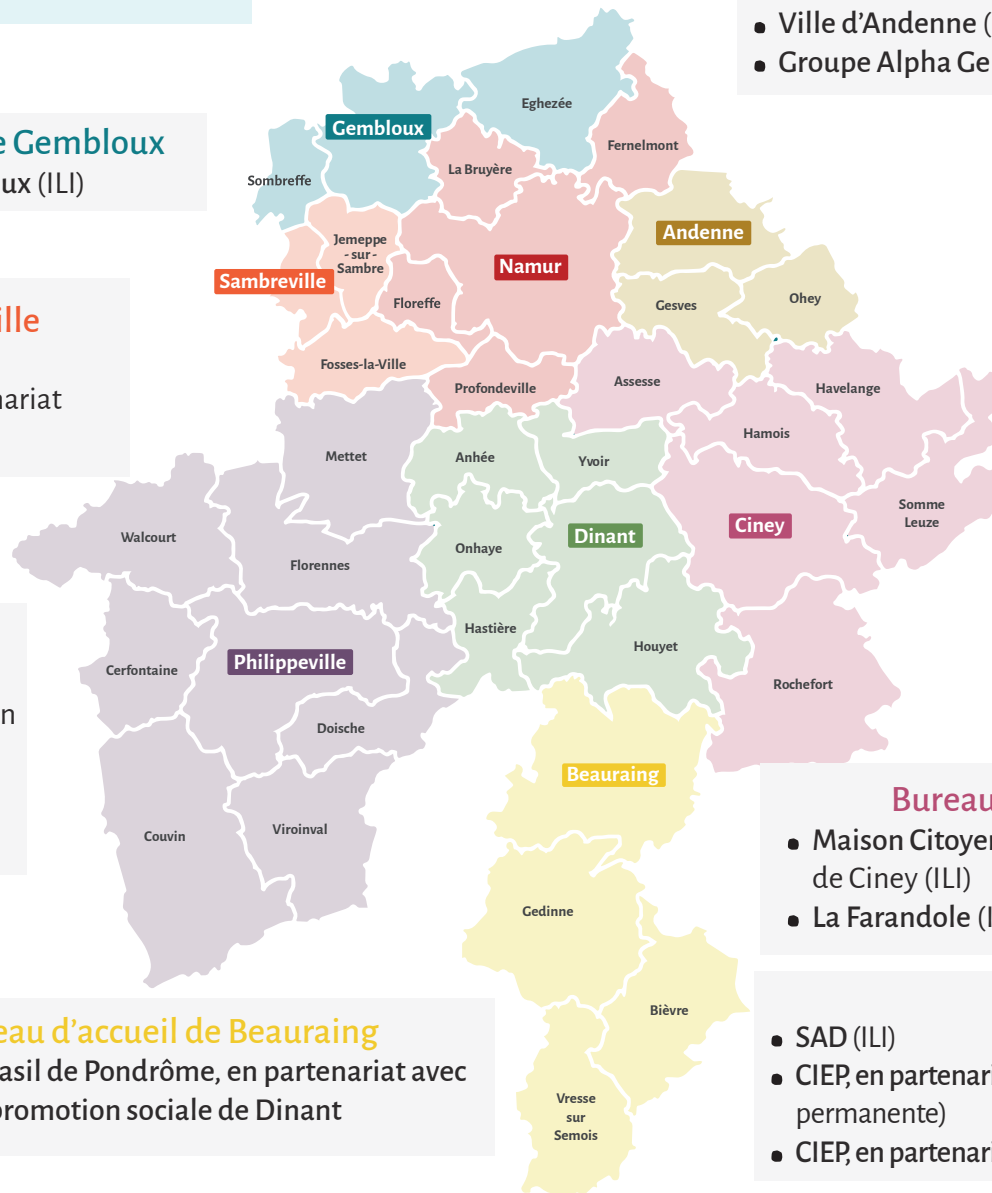 Ville d'Andenne (
Groupe Alpha Ge
e Gembloux
ux (ILI)
ille
nariat
n
Eghezée
Gembloux
Fernelmont
La Bruyère
Sombreffe
Andenne
Jemeppe
- sur -
Sambre
Namur
Sambreville
Floreffe
Gesves
Ohey
Fosses-la-Ville
Profondeville
Assesse
Havelange
Hamois
Mettet
Anhée
Yvoir
Somme
Leuze
Ciney
Walcourt
Dinant
Onhaye
Florennes
Hastière
Houyet
Philippeville
Cerfontaine
Rochefort
Doische
Beauraing
Viroinval
Couvin
Gedinne
Bièvre
Vresse
sur
Semois
Bureau
Maison Citoyen
de Ciney (ILI)
La Farandole (I
eau d'accueil de Beauraing
asil de Pondrôme, en partenariat avec
promotion sociale de Dinant
SAD (ILI)
CIEP, en partenari
permanente)
CIEP, en partenari